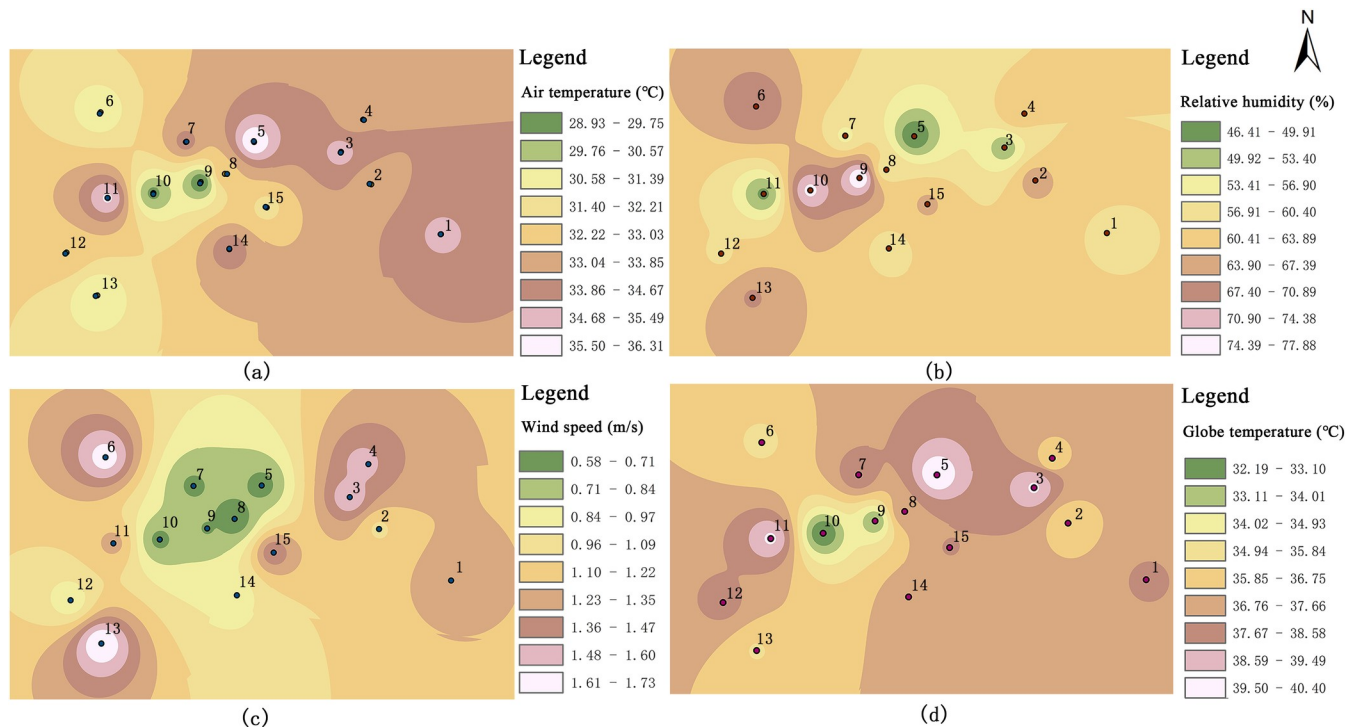 N
Legend
Air temperature (℃)
28.93 - 29.75
29.76 - 30.57
30.58 - 31.39
31.40 - 32.21
32.22 - 33.03
33.04 - 33.85
33.86 - 34.67
34.68 - 35.49
35.50 - 36.31
6
7
5
4
3
2
8
9
10
11
15
1
14
12
13
(a)
Legend
Relative humidity (%)
46.41 - 49.91
49.92 - 53.40
53.41 - 56.90
56.91 - 60.40
60.41 - 63.89
63.90 - 67.39
67.40 - 70.89
70.90 - 74.38
74.39 - 77.88
6
7
5
4
3
2
8
9
10
11
15
1
14
12
13
(b)
Legend
Wind speed (m/s)
0.58 - 0.71
0.71 - 0.84
0.84 - 0.97
0.96 - 1.09
1.10 - 1.22
1.23 - 1.35
1.36 - 1.47
1.48 - 1.60
1.61 - 1.73
6
4
7
5
3
8
9
10
11
2
15
1
12
14
13
(c)
Legend
Globe temperature (℃)
32.19 - 33.10
33.11 - 34.01
34.02 - 34.93
34.94 - 35.84
35.85 - 36.75
36.76 - 37.66
37.67 - 38.58
38.59 - 39.49
39.50 - 40.40
6
4
7
5
3
8
9
2
10
11
15
1
12
14
13
(d)